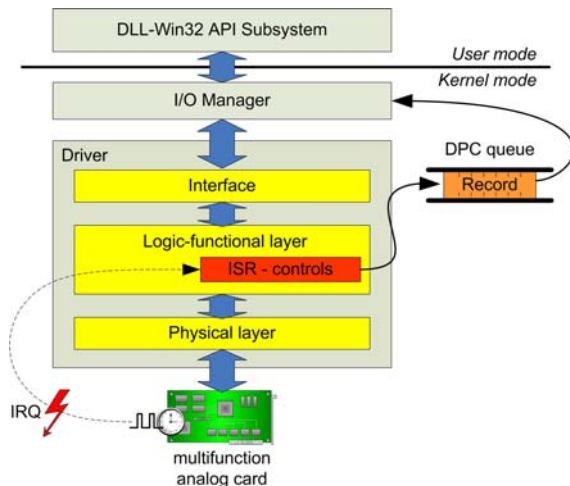 DLL-Win32 API Subsystem
User mode
Kernel mode
I/O Manager
Driver
DPC queue
Interface
Record
Logic-functional layer
ISR - controls
Physical layer
IRQ
multifunction
analog card